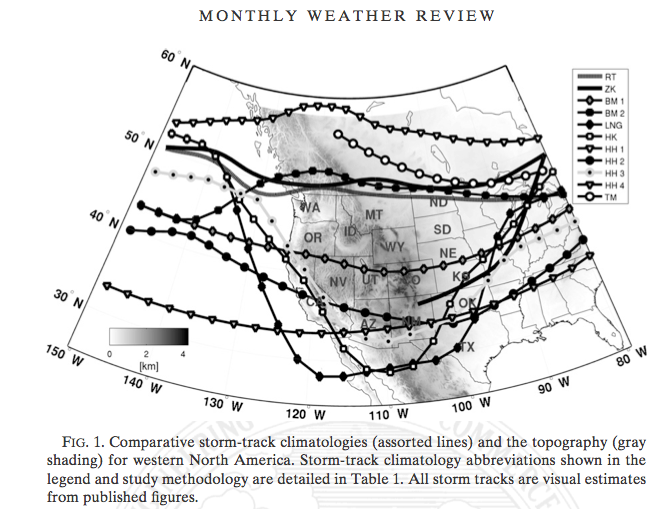 MONTHLY WEATHER REVIEW
60 N
50 N
40 N
30 N
150 W
140 W
130 W
120 W
110 W
100 W
90 W
80 W
RT
ZK
BM 1
BM 2
LNG
HK
HH 1
HH 2
HH 3
HH 4
TM
WA
MT
ND
OR
ID
SD
WY
NE
NV
UT
CO
KS
CA
OK
AZ
NM
TX
0 2 4
[km]
FIG. 1. Comparative storm-track climatologies (assorted lines) and the topography (gray
shading) for western North America. Storm-track climatology abbreviations shown in the
legend and study methodology are detailed in Table 1. All storm tracks are visual estimates
from published figures.